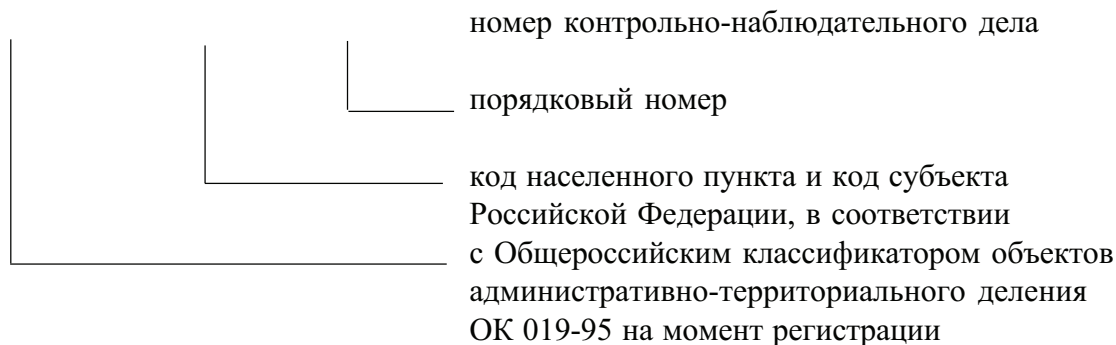 номер контрольно-наблюдательного дела
порядковый номер
код населенного пункта и код субъекта
Российской Федерации, в соответствии
с Общероссийским классификатором объектов
административно-территориального деления
ОК 019-95 на момент регистрации